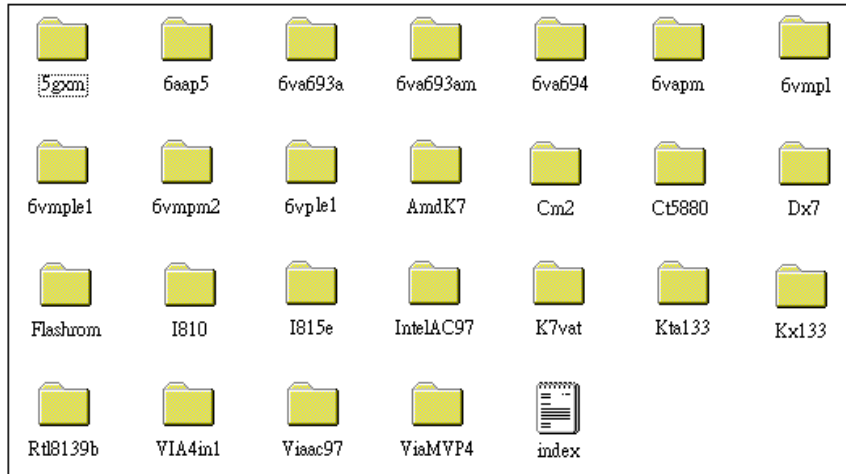 5gxm 6aap5 6va693a 6va693am 6va694 6vapm 6vmpl
6vmple1 6vmpm2 6vple1 AmdK7 Cm2 Ct5880 Dx7
Flashrom I810 I815e IntelAC97 K7vat Kta133 Kx133
Rtl8139b VIA4in1 Viaac97 ViaMVP4 index